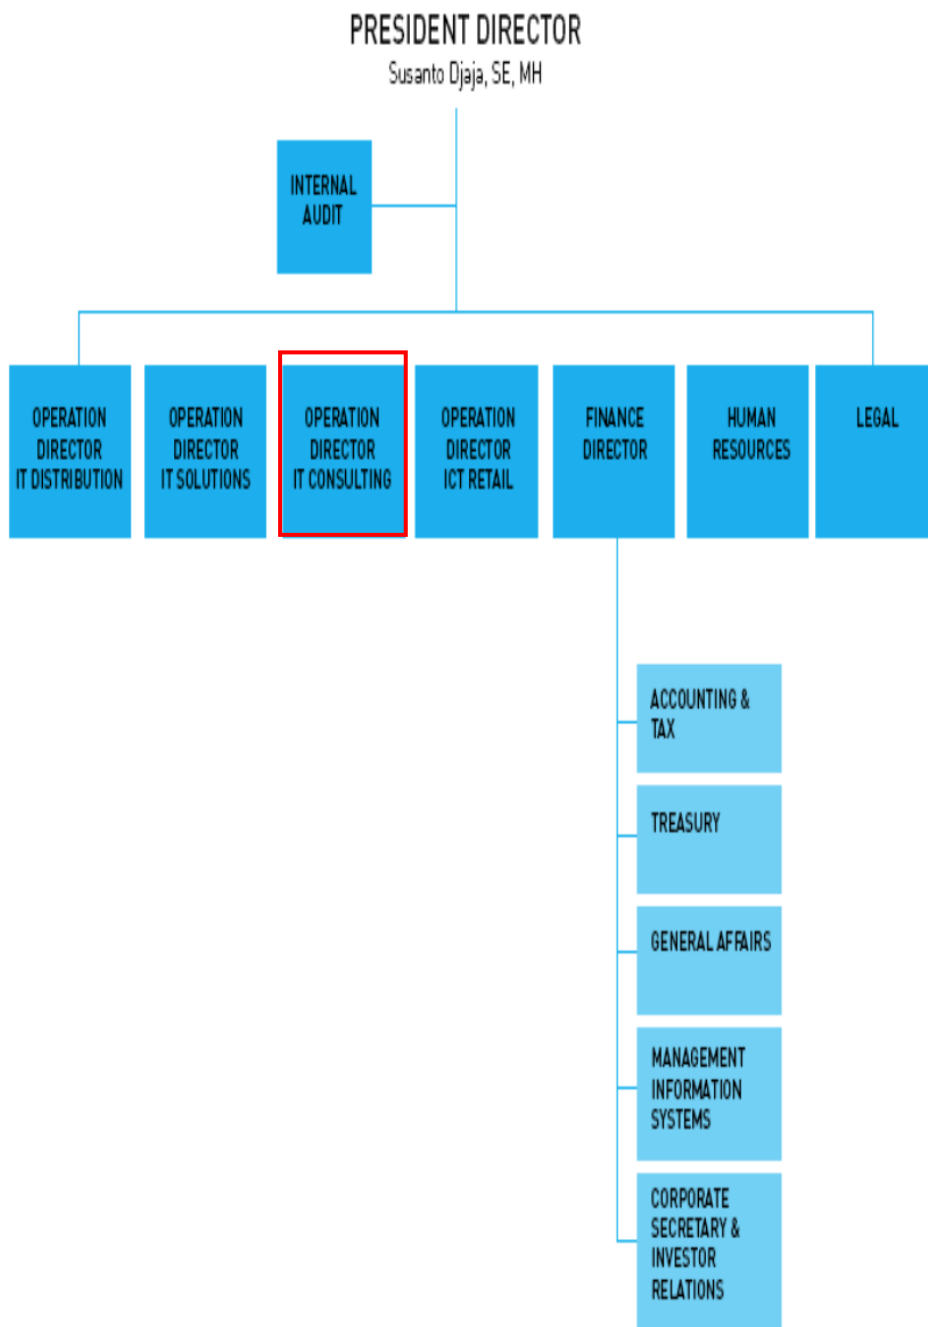 PRESIDENT DIRECTOR
Susanto Djaja, SE, MH
INTERNAL
AUDIT
OPERATION
DIRECTOR
IT DISTRIBUTION
OPERATION
DIRECTOR
IT SOLUTIONS
OPERATION
DIRECTOR
IT CONSULTING
OPERATION
DIRECTOR
ICT RETAIL
FINANCE
DIRECTOR
HUMAN
RESOURCES
LEGAL
ACCOUNTING &
TAX
TREASURY
GENERAL AFFAIRS
MANAGEMENT
INFORMATION
SYSTEMS
CORPORATE
SECRETARY &
INVESTOR
RELATIONS